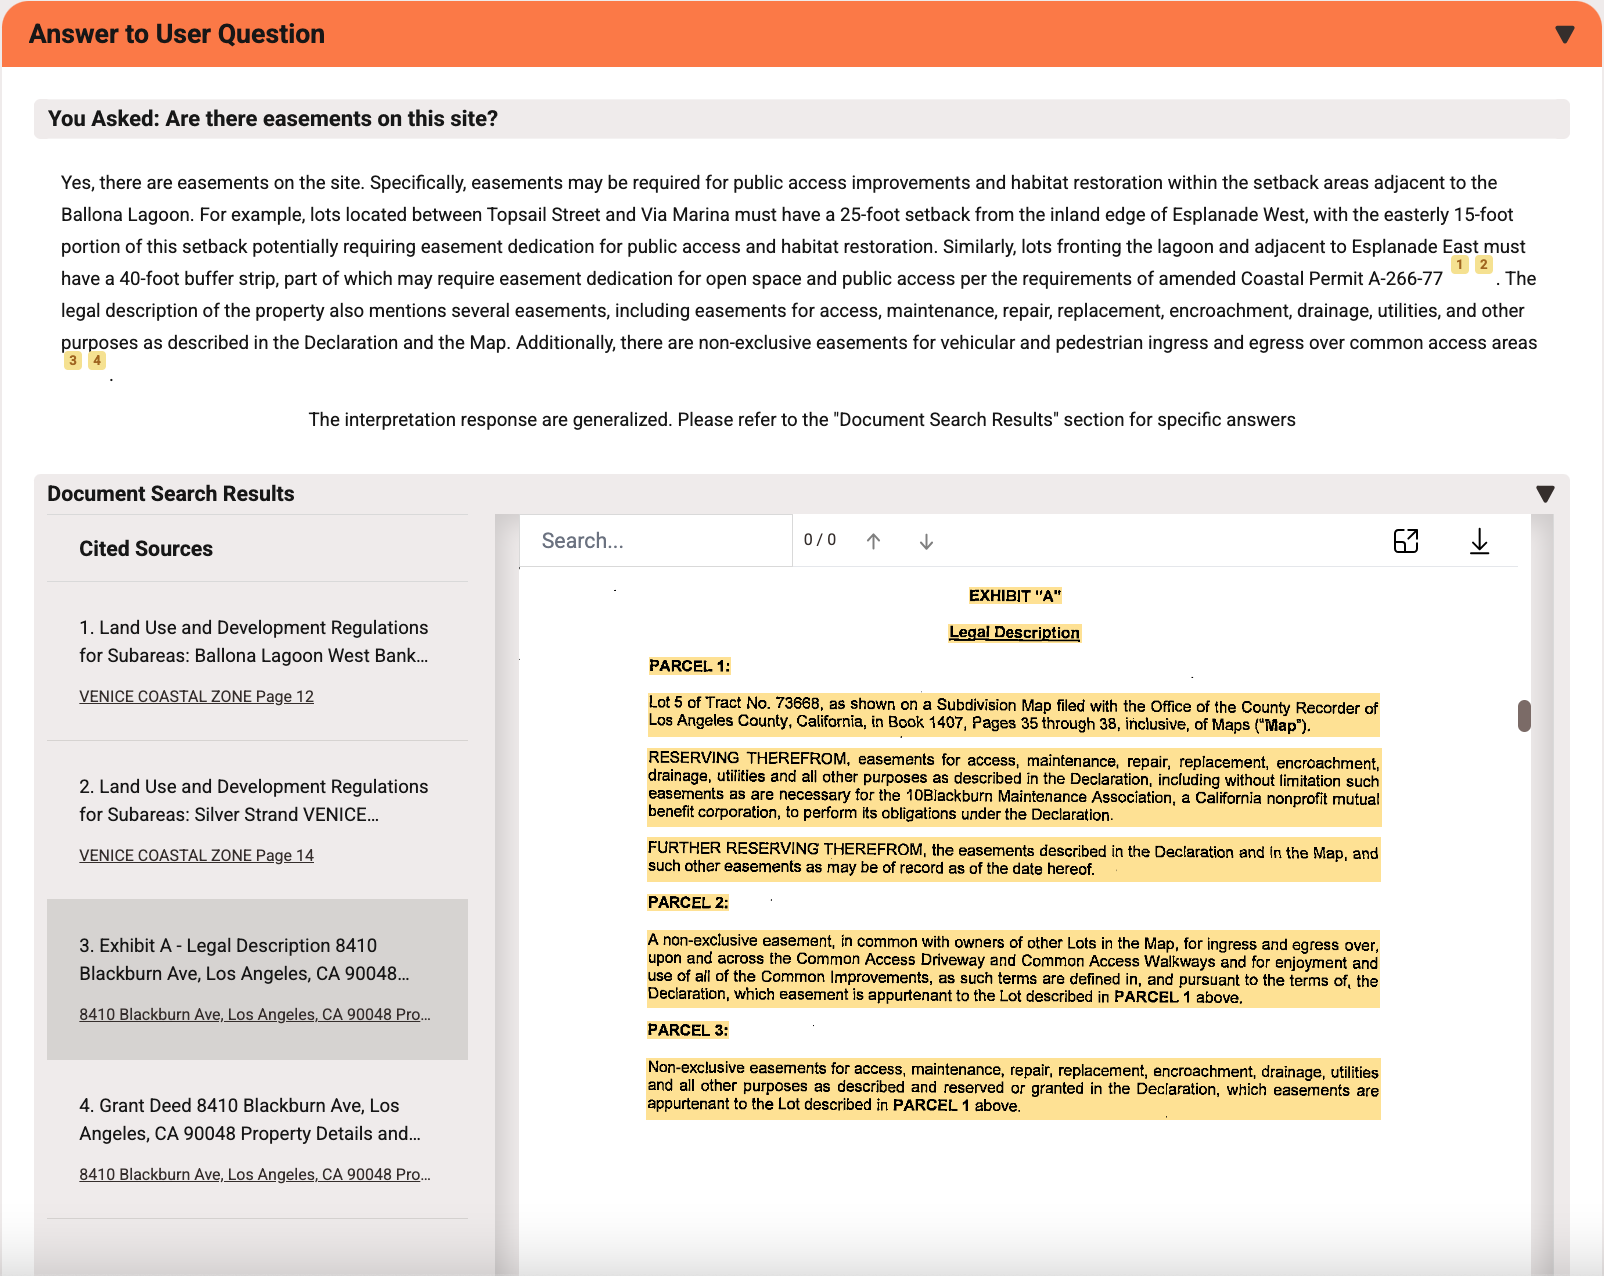 Answer to User Question
You Asked: Are there easements on this site?
Yes, there are easements on the site. Specifically, easements may be required for public access improvements and habitat restoration within the setback areas adjacent to the
Ballona Lagoon. For example, lots located between Topsail Street and Via Marina must have a 25-foot setback from the inland edge of Esplanade West, with the easterly 15-foot
portion of this setback potentially requiring easement dedication for public access and habitat restoration. Similarly, lots fronting the lagoon and adjacent to Esplanade East must
have a 40-foot buffer strip, part of which may require easement dedication for open space and public access per the requirements of amended Coastal Permit A-266-77 1 2 . The
legal description of the property also mentions several easements, including easements for access, maintenance, repair, replacement, encroachment, drainage, utilities, and other
purposes as described in the Declaration and the Map. Additionally, there are non-exclusive easements for vehicular and pedestrian ingress and egress over common access areas
3 4 .
The interpretation response are generalized. Please refer to the "Document Search Results" section for specific answers
Document Search Results
Cited Sources
1. Land Use and Development Regulations
for Subareas: Ballona Lagoon West Bank...
VENICE COASTAL ZONE Page 12
2. Land Use and Development Regulations
for Subareas: Silver Strand VENICE...
VENICE COASTAL ZONE Page 14
3. Exhibit A - Legal Description 8410
Blackburn Ave, Los Angeles, CA 90048...
8410 Blackburn Ave, Los Angeles, CA 90048 Pro...
4. Grant Deed 8410 Blackburn Ave, Los
Angeles, CA 90048 Property Details and...
8410 Blackburn Ave, Los Angeles, CA 90048 Pro...
Search...
0 / 0
EXHIBIT "A"
Legal Description
PARCEL 1:
Lot 5 of Tract No. 73668, as shown on a Subdivision Map filed with the Office of the County Recorder of
Los Angeles County, California, in Book 1407, Pages 35 through 38, inclusive, of Maps ("Map").
RESERVING THEREFROM, easements for access, maintenance, repair, replacement, encroachment,
drainage, utilities and all other purposes as described in the Declaration, including without limitation such
easements as are necessary for the 10Blackburn Maintenance Association, a California nonprofit mutual
benefit corporation, to perform its obligations under the Declaration.
FURTHER RESERVING THEREFROM, the easements described in the Declaration and in the Map, and
such other easements as may be of record as of the date hereof.
PARCEL 2:
A non-exclusive easement, in common with owners of other Lots in the Map, for ingress and egress over,
upon and across the Common Access Driveway and Common Access Walkways and for enjoyment and
use of all of the Common Improvements, as such terms are defined in, and pursuant to the terms of, the
Declaration, which easement is appurtenant to the Lot described in PARCEL 1 above.
PARCEL 3:
Non-exclusive easements for access, maintenance, repair, replacement, encroachment, drainage, utilities
and all other purposes as described and reserved or granted in the Declaration, which easements are
appurtenant to the Lot described in PARCEL 1 above.